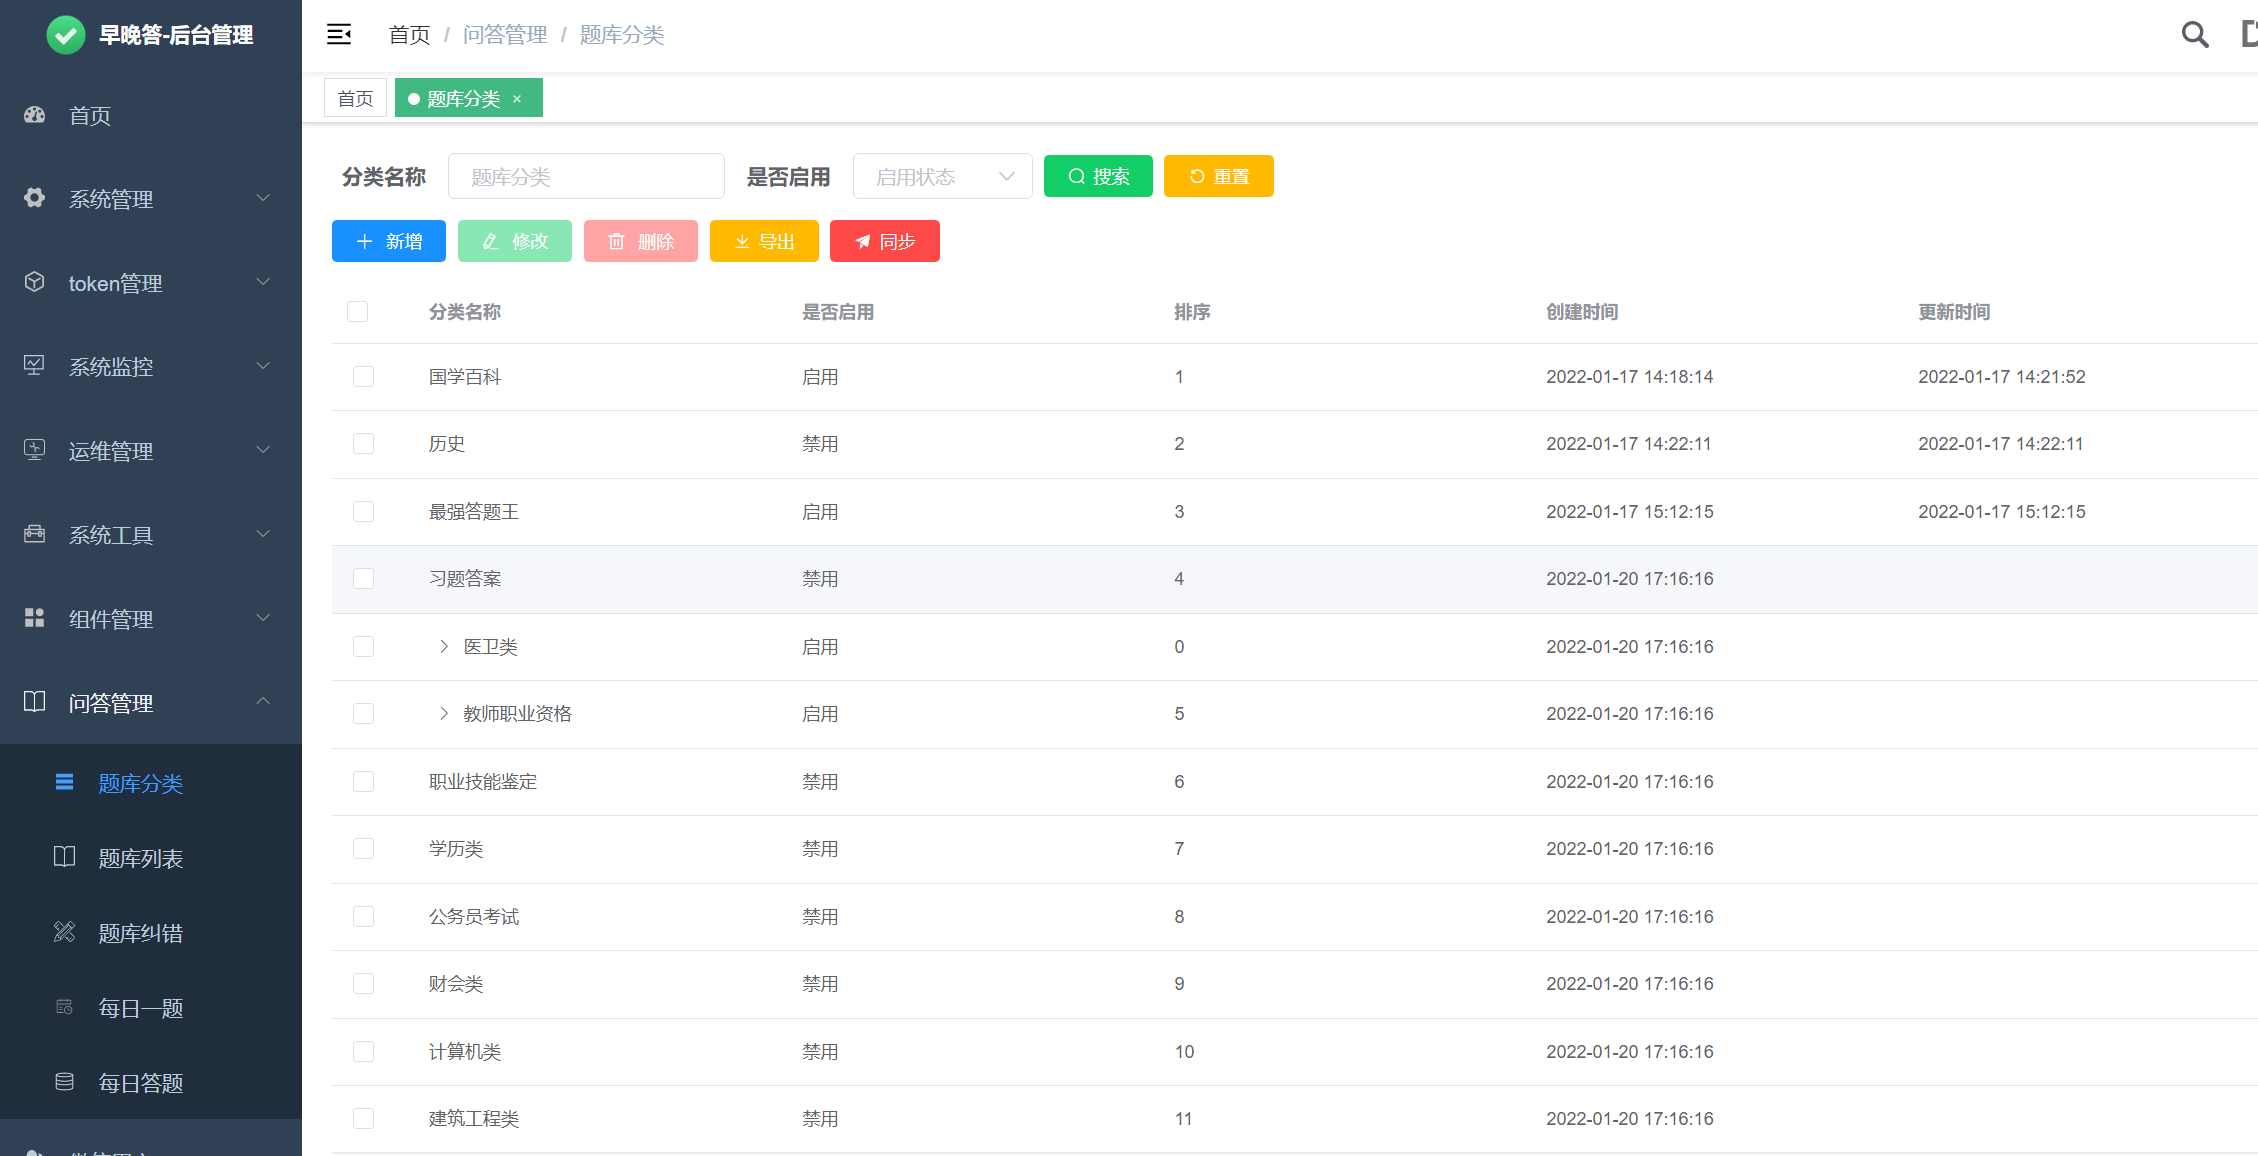 早晚答-后台管理
首页
系统管理
token管理
系统监控
运维管理
系统工具
组件管理
问答管理
题库分类
题库列表
题库纠错
每日一题
每日答题
首页 / 问答管理 / 题库分类
首页
题库分类 ×
分类名称 题库分类 是否启用 启用状态 搜索 重置
新增 修改 删除 导出 同步
分类名称 是否启用 排序 创建时间 更新时间
国学百科 启用 1 2022-01-17 14:18:14 2022-01-17 14:21:52
历史 禁用 2 2022-01-17 14:22:11 2022-01-17 14:22:11
最强答题王 启用 3 2022-01-17 15:12:15 2022-01-17 15:12:15
习题答案 禁用 4 2022-01-20 17:16:16
医卫类 启用 0 2022-01-20 17:16:16
教师职业资格 启用 5 2022-01-20 17:16:16
职业技能鉴定 禁用 6 2022-01-20 17:16:16
学历类 禁用 7 2022-01-20 17:16:16
公务员考试 禁用 8 2022-01-20 17:16:16
财会类 禁用 9 2022-01-20 17:16:16
计算机类 禁用 10 2022-01-20 17:16:16
建筑工程类 禁用 11 2022-01-20 17:16:16